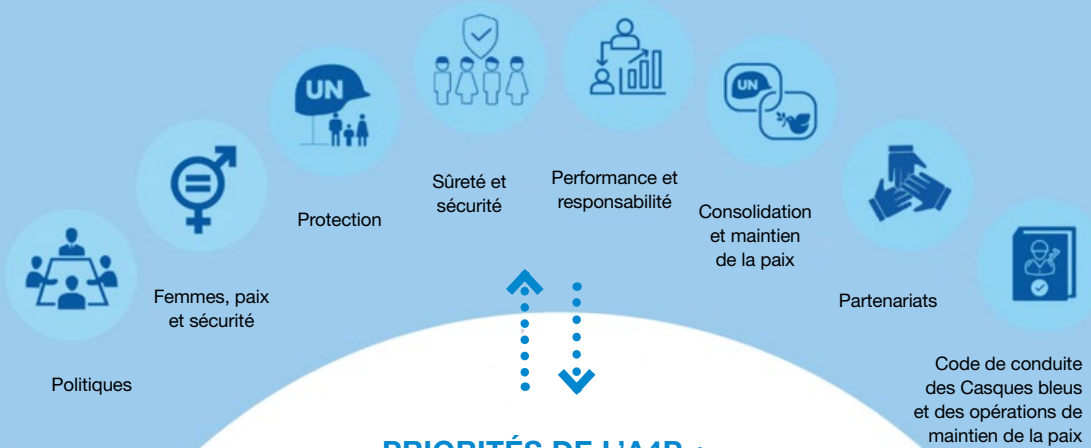 UN
UN
Sûreté et
sécurité
Performance et
responsabilité
Protection
Consolidation
et maintien
de la paix
Femmes, paix
et sécurité
Partenariats
Politiques
Code de conduite
des Casques bleus
et des opérations de
maintien de la paix
PRIORITÉS DE L'A4P +